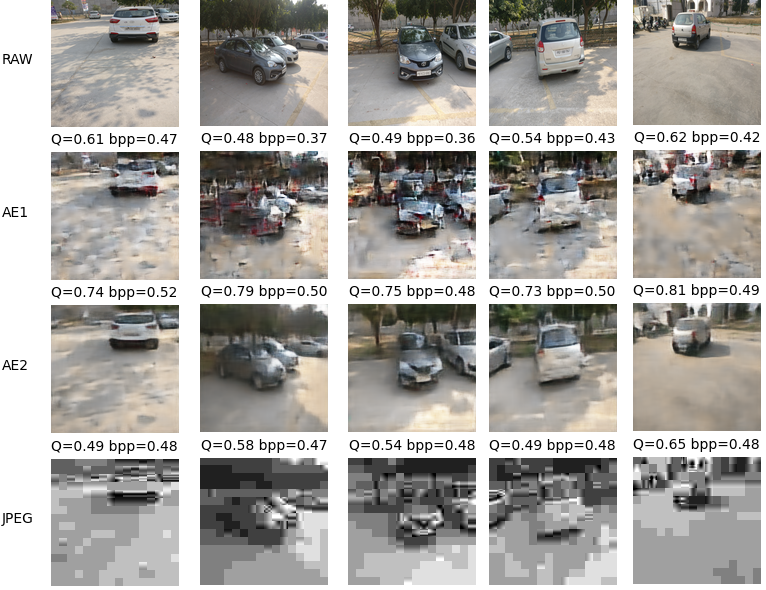 RAW
Q=0.61 bpp=0.47 Q=0.48 bpp=0.37 Q=0.49 bpp=0.36 Q=0.54 bpp=0.43 Q=0.62 bpp=0.42
AE1
Q=0.74 bpp=0.52 Q=0.79 bpp=0.50 Q=0.75 bpp=0.48 Q=0.73 bpp=0.50 Q=0.81 bpp=0.49
AE2
Q=0.49 bpp=0.48 Q=0.58 bpp=0.47 Q=0.54 bpp=0.48 Q=0.49 bpp=0.48 Q=0.65 bpp=0.48
JPEG